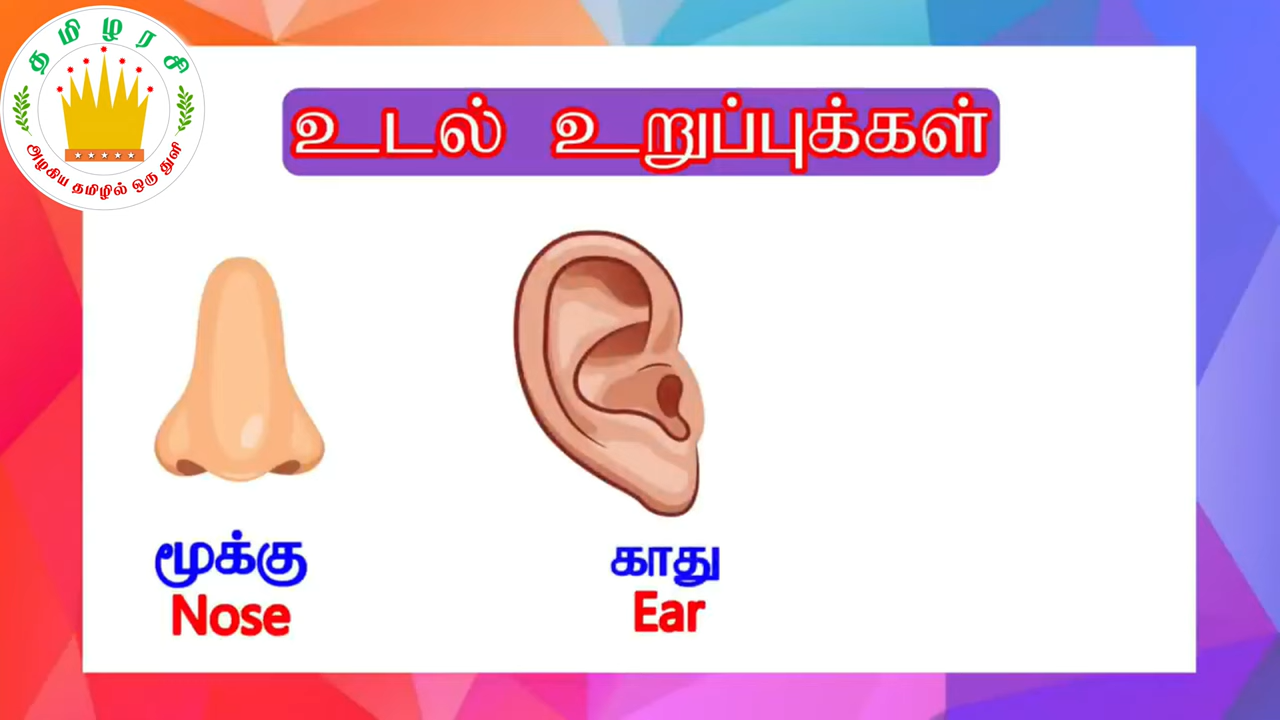 தமிழரசி
அழகிய தமிழில் ஒரு துளி
உடல் உறுப்புக்கள்
மூக்கு
Nose
காது
Ear